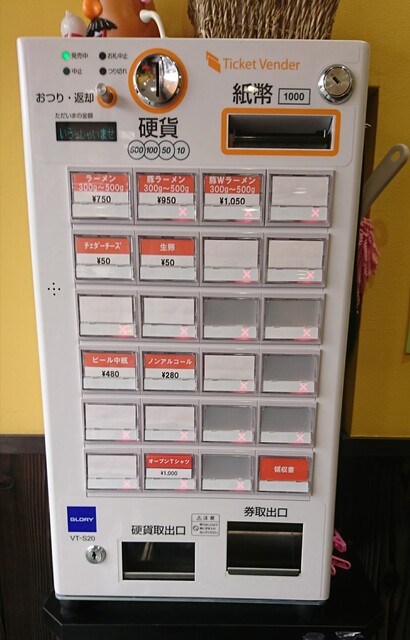 発売中
お札中止
中止
つり切れ
Ticket Vender
おつり・返却
ただいまの金額
いらっしゃいませ
硬貨
500 100 50 10
紙幣 1000
ラーメン
300g～500g
¥750
豚ラーメン
300g～500g
¥950
豚Wラーメン
300g～500g
¥1,050
チェダーチーズ
¥50
生卵
¥50
ビール中瓶
¥480
ノンアルコール
¥280
オープンTシャツ
¥1,000
領収書
GLORY
VT-S20
硬貨取出口
注意
券取出口